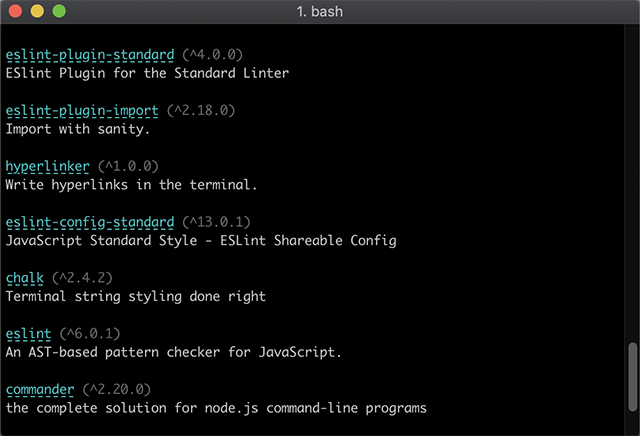 1. bash
eslint-plugin-standard (^4.0.0)
ESlint Plugin for the Standard Linter
eslint-plugin-import (^2.18.0)
Import with sanity.
hyperlinker (^1.0.0)
Write hyperlinks in the terminal.
eslint-config-standard (^13.0.1)
JavaScript Standard Style - ESLint Shareable Config
chalk (^2.4.2)
Terminal string styling done right
eslint (^6.0.1)
An AST-based pattern checker for JavaScript.
commander (^2.20.0)
the complete solution for node.js command-line programs